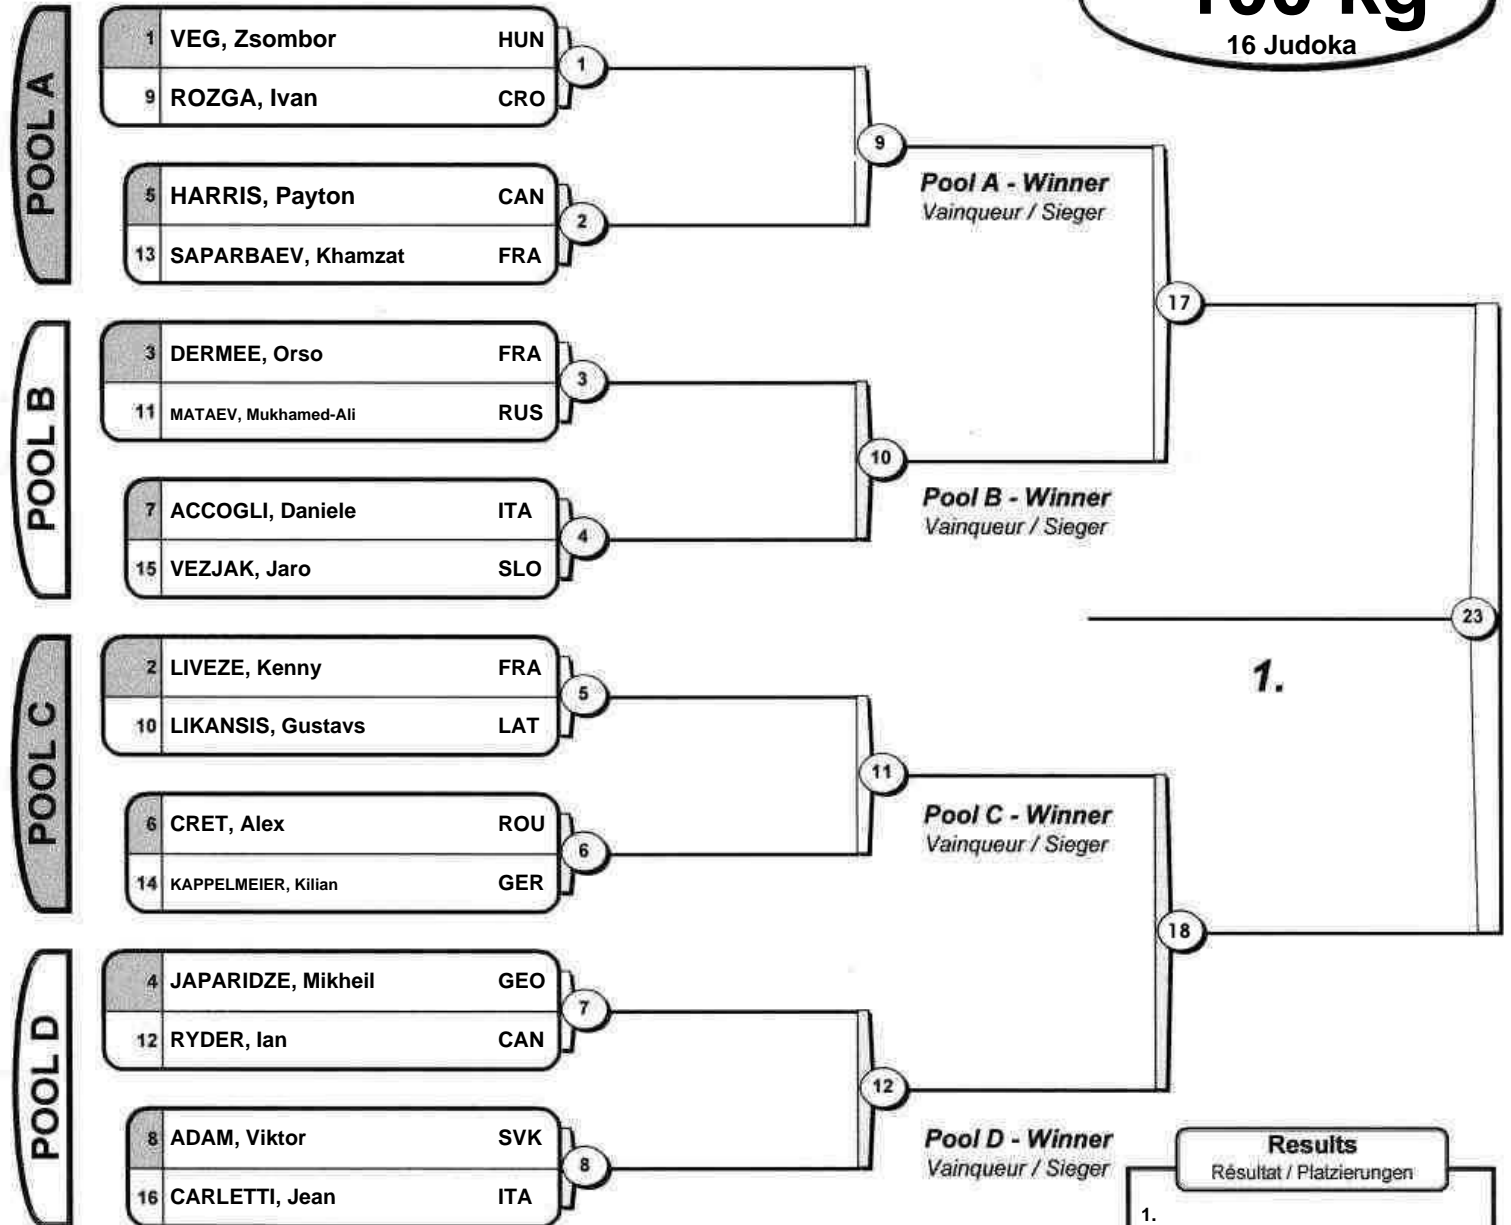 100 kg
16 Judoka
POOL A
1 VEG, Zsombor HUN
9 ROZGA, Ivan CRO
1
5 HARRIS, Payton CAN
13 SAPARBAEV, Khamzat FRA
2
9
Pool A - Winner
Vainqueur / Sieger
17
POOL B
3 DERMEE, Orso FRA
11 MATAEV, Mukhamed-Ali RUS
3
7 ACCOGLI, Daniele ITA
15 VEZJAK, Jaro SLO
4
10
Pool B - Winner
Vainqueur / Sieger
23
1.
POOL C
2 LIVEZE, Kenny FRA
10 LIKANSIS, Gustavs LAT
5
6 CRET, Alex ROU
14 KAPPELMEIER, Kilian GER
6
11
Pool C - Winner
Vainqueur / Sieger
18
POOL D
4 JAPARIDZE, Mikheil GEO
12 RYDER, Ian CAN
7
8 ADAM, Viktor SVK
16 CARLETTI, Jean ITA
8
12
Pool D - Winner
Vainqueur / Sieger
Results
Résultat / Platzierungen
1.